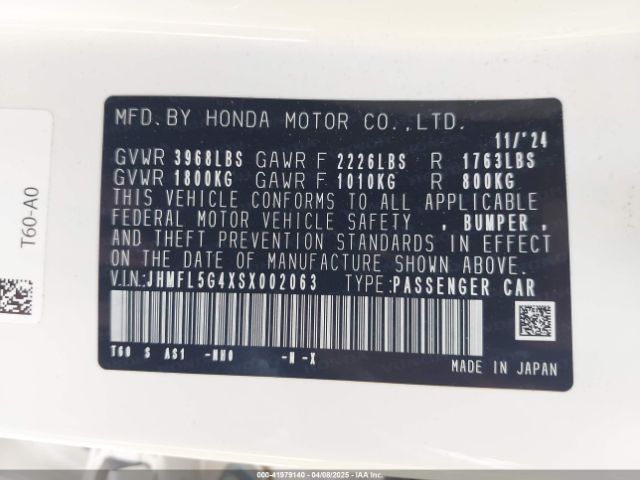 MFD.BY HONDA MOTOR CO.,LTD.
11/'24
GVWR 3968LBS GAWR F 2226LBS R 1763LBS
GVWR 1800KG GAWR F 1010KG R 800KG
THIS VEHICLE CONFORMS TO ALL APPLICABLE
FEDERAL MOTOR VEHICLE SAFETY , BUMPER ,
AND THEFT PREVENTION STANDARDS IN EFFECT
ON THE DATE OF MANUFACTURE SHOWN ABOVE.
V.I.N.:JHMFL5G4XSX002063 TYPE:PASSENGER CAR
T60 S AS1 -NH0 -N -X
MADE IN JAPAN
T60-A0
000-41979140 - 04/08/2025 - IAA Inc.